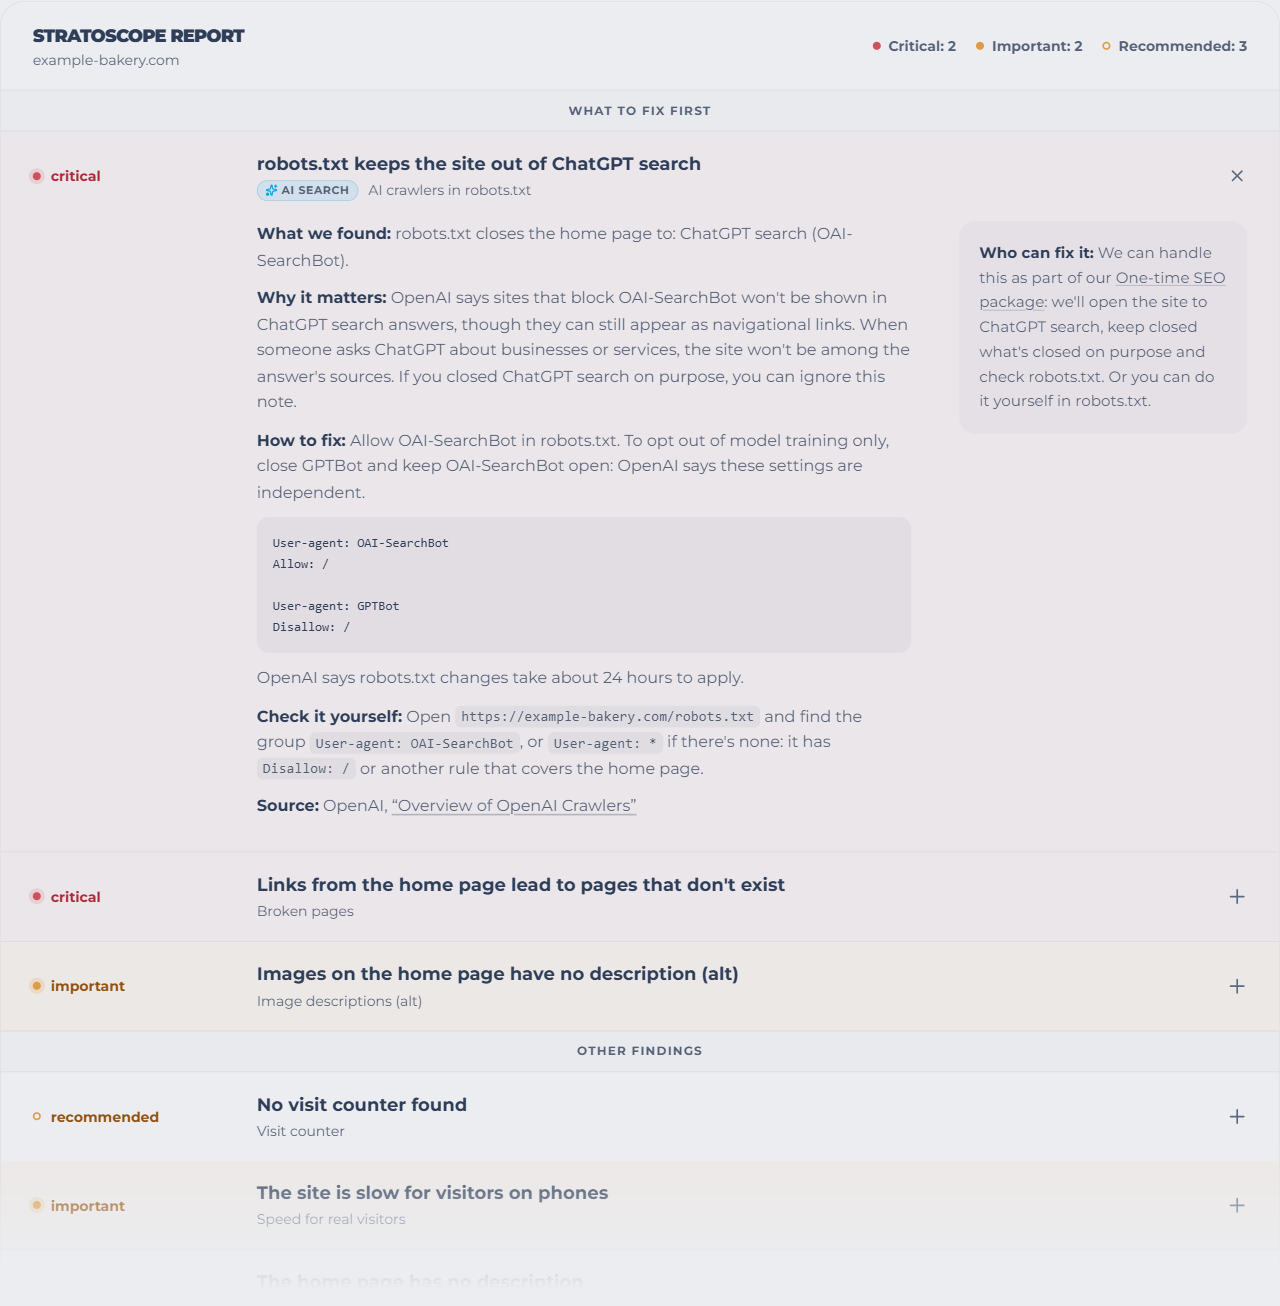 STRATOSCOPE REPORT
example-bakery.com
Critical: 2
Important: 2
Recommended: 3
WHAT TO FIX FIRST
critical
robots.txt keeps the site out of ChatGPT search
AI SEARCH
AI crawlers in robots.txt
What we found: robots.txt closes the home page to: ChatGPT search (OAI-
SearchBot).
Why it matters: OpenAI says sites that block OAI-SearchBot won't be shown in
ChatGPT search answers, though they can still appear as navigational links. When
someone asks ChatGPT about businesses or services, the site won't be among the
answer's sources. If you closed ChatGPT search on purpose, you can ignore this
note.
How to fix: Allow OAI-SearchBot in robots.txt. To opt out of model training only,
close GPTBot and keep OAI-SearchBot open: OpenAI says these settings are
independent.
User-agent: OAI-SearchBot
Allow: /
User-agent: GPTBot
Disallow: /
OpenAI says robots.txt changes take about 24 hours to apply.
Check it yourself: Open https://example-bakery.com/robots.txt and find the
group User-agent: OAI-SearchBot, or User-agent: * if there's none: it has
Disallow: / or another rule that covers the home page.
Source: OpenAI, “Overview of OpenAI Crawlers”
Who can fix it: We can handle
this as part of our One-time SEO
package: we'll open the site to
ChatGPT search, keep closed
what's closed on purpose and
check robots.txt. Or you can do
it yourself in robots.txt.
critical
Links from the home page lead to pages that don't exist
Broken pages
important
Images on the home page have no description (alt)
Image descriptions (alt)
OTHER FINDINGS
recommended
No visit counter found
Visit counter
important
The site is slow for visitors on phones
Speed for real visitors
The home page has no description